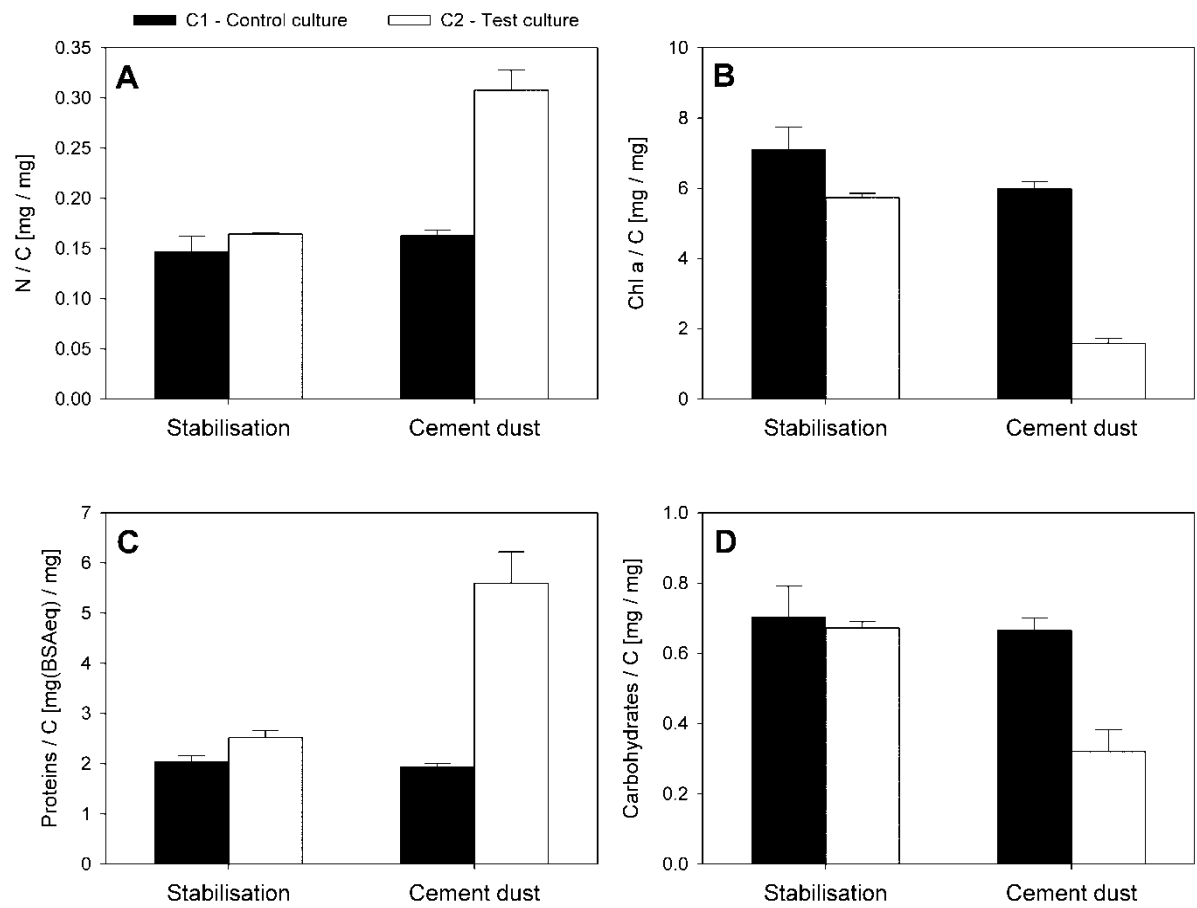 C1 - Control culture C2 - Test culture
A
N / C [mg / mg]
0.35
0.30
0.25
0.20
0.15
0.10
0.05
0.00
Stabilisation Cement dust
B
Chl a / C [mg / mg]
10
8
6
4
2
0
Stabilisation Cement dust
C
Proteins / C [mg(BSAeq) / mg]
7
6
5
4
3
2
1
0
Stabilisation Cement dust
D
Carbohydrates / C [mg / mg]
1.0
0.8
0.6
0.4
0.2
0.0
Stabilisation Cement dust